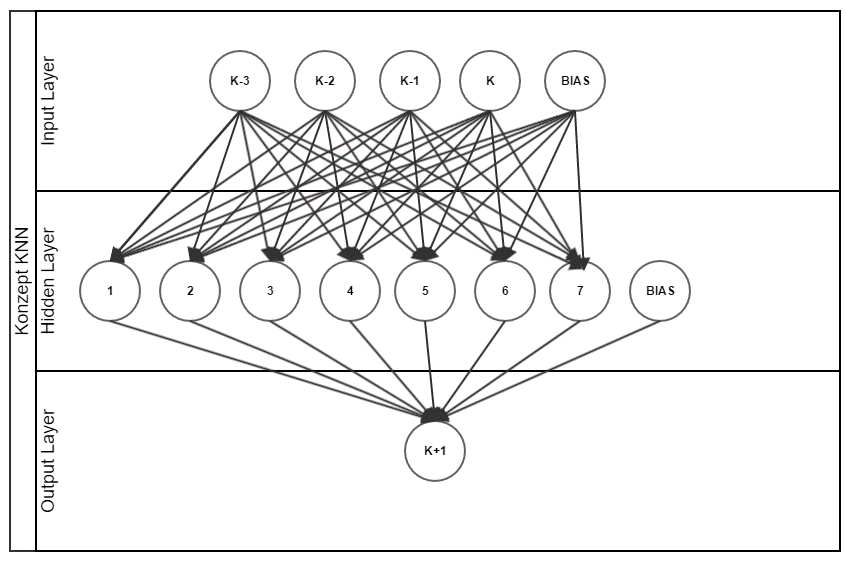 Konzept KNN
Input Layer
K-3 K-2 K-1 K BIAS
Hidden Layer
1 2 3 4 5 6 7 BIAS
Output Layer
K+1